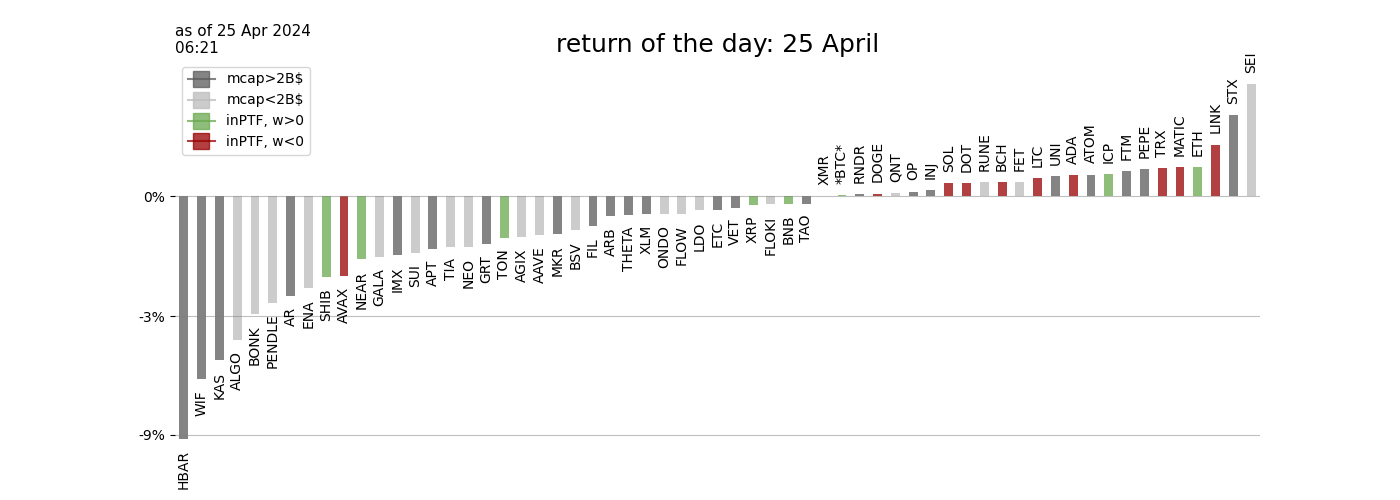 as of 25 Apr 2024
06:21
return of the day: 25 April
mcap>2B$
mcap<2B$
inPTF, w>0
inPTF, w<0
0%
-3%
-9%
HBAR
WIF
KAS
ALGO
BONK
PENDLE
AR
ENA
SHIB
AVAX
NEAR
GALA
IMX
SUI
APT
TIA
NEO
GRT
TON
AGIX
AAVE
MKR
BSV
FIL
ARB
THETA
XLM
ONDO
FLOW
LDO
ETC
VET
XRP
FLOKI
BNB
TAO
XMR
*BTC*
RNDR
DOGE
QNT
OP
INJ
SOL
DOT
RUNE
BCH
FET
LTC
UNI
ADA
ATOM
ICP
FTM
PEPE
TRX
MATIC
ETH
LINK
STX
SEI